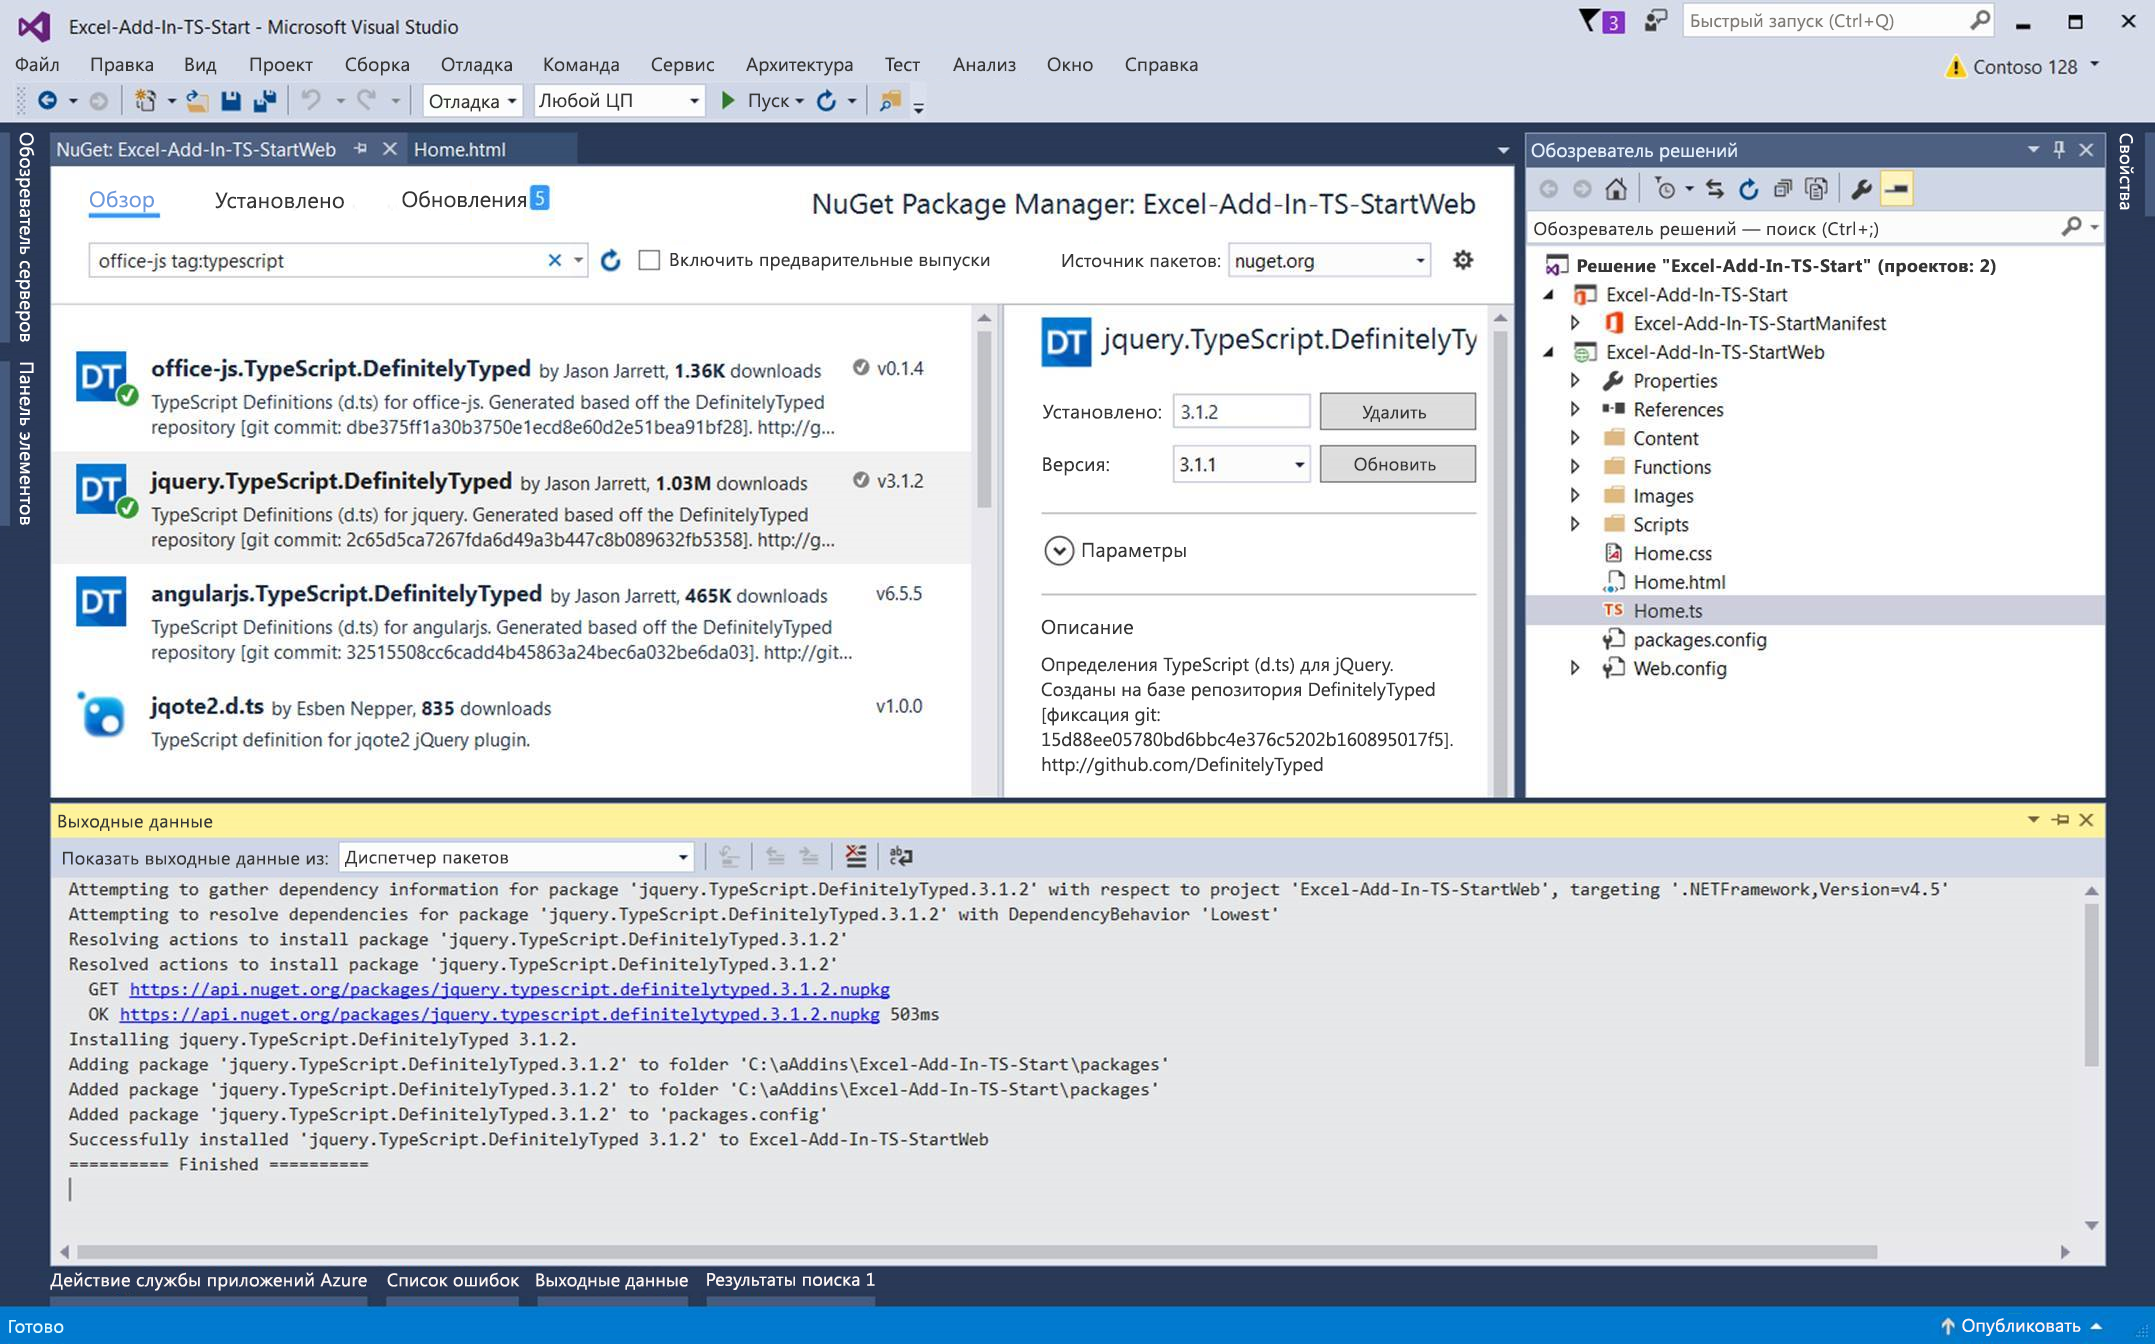 Excel-Add-In-TS-Start - Microsoft Visual Studio
3
Быстрый запуск (Ctrl+Q)
Файл Правка Вид Проект Сборка Отладка Команда Сервис Архитектура Тест Анализ Окно Справка
Contoso 128
Отладка Любой ЦП Пуск
Обозреватель серверов
Панель элементов
NuGet: Excel-Add-In-TS-StartWeb Home.html
Обзор Установлено Обновления 5
NuGet Package Manager: Excel-Add-In-TS-StartWeb
office-js tag:typescript
Включить предварительные выпуски
Источник пакетов: nuget.org
DT
office-js.TypeScript.DefinitelyTyped by Jason Jarrett, 1.36K downloads v0.1.4
TypeScript Definitions (d.ts) for office-js. Generated based off the DefinitelyTyped
repository [git commit: dbe375ff1a30b3750e1ecd8e60d2e51bea91bf28]. http://g...
DT
jquery.TypeScript.DefinitelyTyped by Jason Jarrett, 1.03M downloads v3.1.2
TypeScript Definitions (d.ts) for jquery. Generated based off the DefinitelyTyped
repository [git commit: 2c65d5ca7267fda6d49a3b447c8b089632fb5358]. http://g...
DT
angularjs.TypeScript.DefinitelyTyped by Jason Jarrett, 465K downloads v6.5.5
TypeScript Definitions (d.ts) for angularjs. Generated based off the DefinitelyTyped
repository [git commit: 32515508cc6cadd4b45863a24bec6a032be6da03]. http://git...
jqote2.d.ts by Esben Nepper, 835 downloads v1.0.0
TypeScript definition for jqote2 jQuery plugin.
DT
jquery.TypeScript.DefinitelyTy
Установлено: 3.1.2 Удалить
Версия: 3.1.1 Обновить
Параметры
Описание
Определения TypeScript (d.ts) для jQuery.
Созданы на базе репозитория DefinitelyTyped
[фиксация git:
15d88ee05780bd6bbc4e376c5202b160895017f5].
http://github.com/DefinitelyTyped
Обозреватель решений
Обозреватель решений — поиск (Ctrl+;)
Решение "Excel-Add-In-TS-Start" (проектов: 2)
Excel-Add-In-TS-Start
Excel-Add-In-TS-StartManifest
Excel-Add-In-TS-StartWeb
Properties
References
Content
Functions
Images
Scripts
Home.css
Home.html
TS Home.ts
packages.config
Web.config
Свойства
Выходные данные
Показать выходные данные из: Диспетчер пакетов
Attempting to gather dependency information for package 'jquery.TypeScript.DefinitelyTyped.3.1.2' with respect to project 'Excel-Add-In-TS-StartWeb', targeting '.NETFramework,Version=v4.5'
Attempting to resolve dependencies for package 'jquery.TypeScript.DefinitelyTyped.3.1.2' with DependencyBehavior 'Lowest'
Resolving actions to install package 'jquery.TypeScript.DefinitelyTyped.3.1.2'
Resolved actions to install package 'jquery.TypeScript.DefinitelyTyped.3.1.2'
GET https://api.nuget.org/packages/jquery.typescript.definitelytyped.3.1.2.nupkg
OK https://api.nuget.org/packages/jquery.typescript.definitelytyped.3.1.2.nupkg 503ms
Installing jquery.TypeScript.DefinitelyTyped 3.1.2.
Adding package 'jquery.TypeScript.DefinitelyTyped.3.1.2' to folder 'C:\aAddins\Excel-Add-In-TS-Start\packages'
Added package 'jquery.TypeScript.DefinitelyTyped.3.1.2' to folder 'C:\aAddins\Excel-Add-In-TS-Start\packages'
Added package 'jquery.TypeScript.DefinitelyTyped.3.1.2' to 'packages.config'
Successfully installed 'jquery.TypeScript.DefinitelyTyped 3.1.2' to Excel-Add-In-TS-StartWeb
========== Finished ==========
Действие службы приложений Azure Список ошибок Выходные данные Результаты поиска 1
Готово
Опубликовать